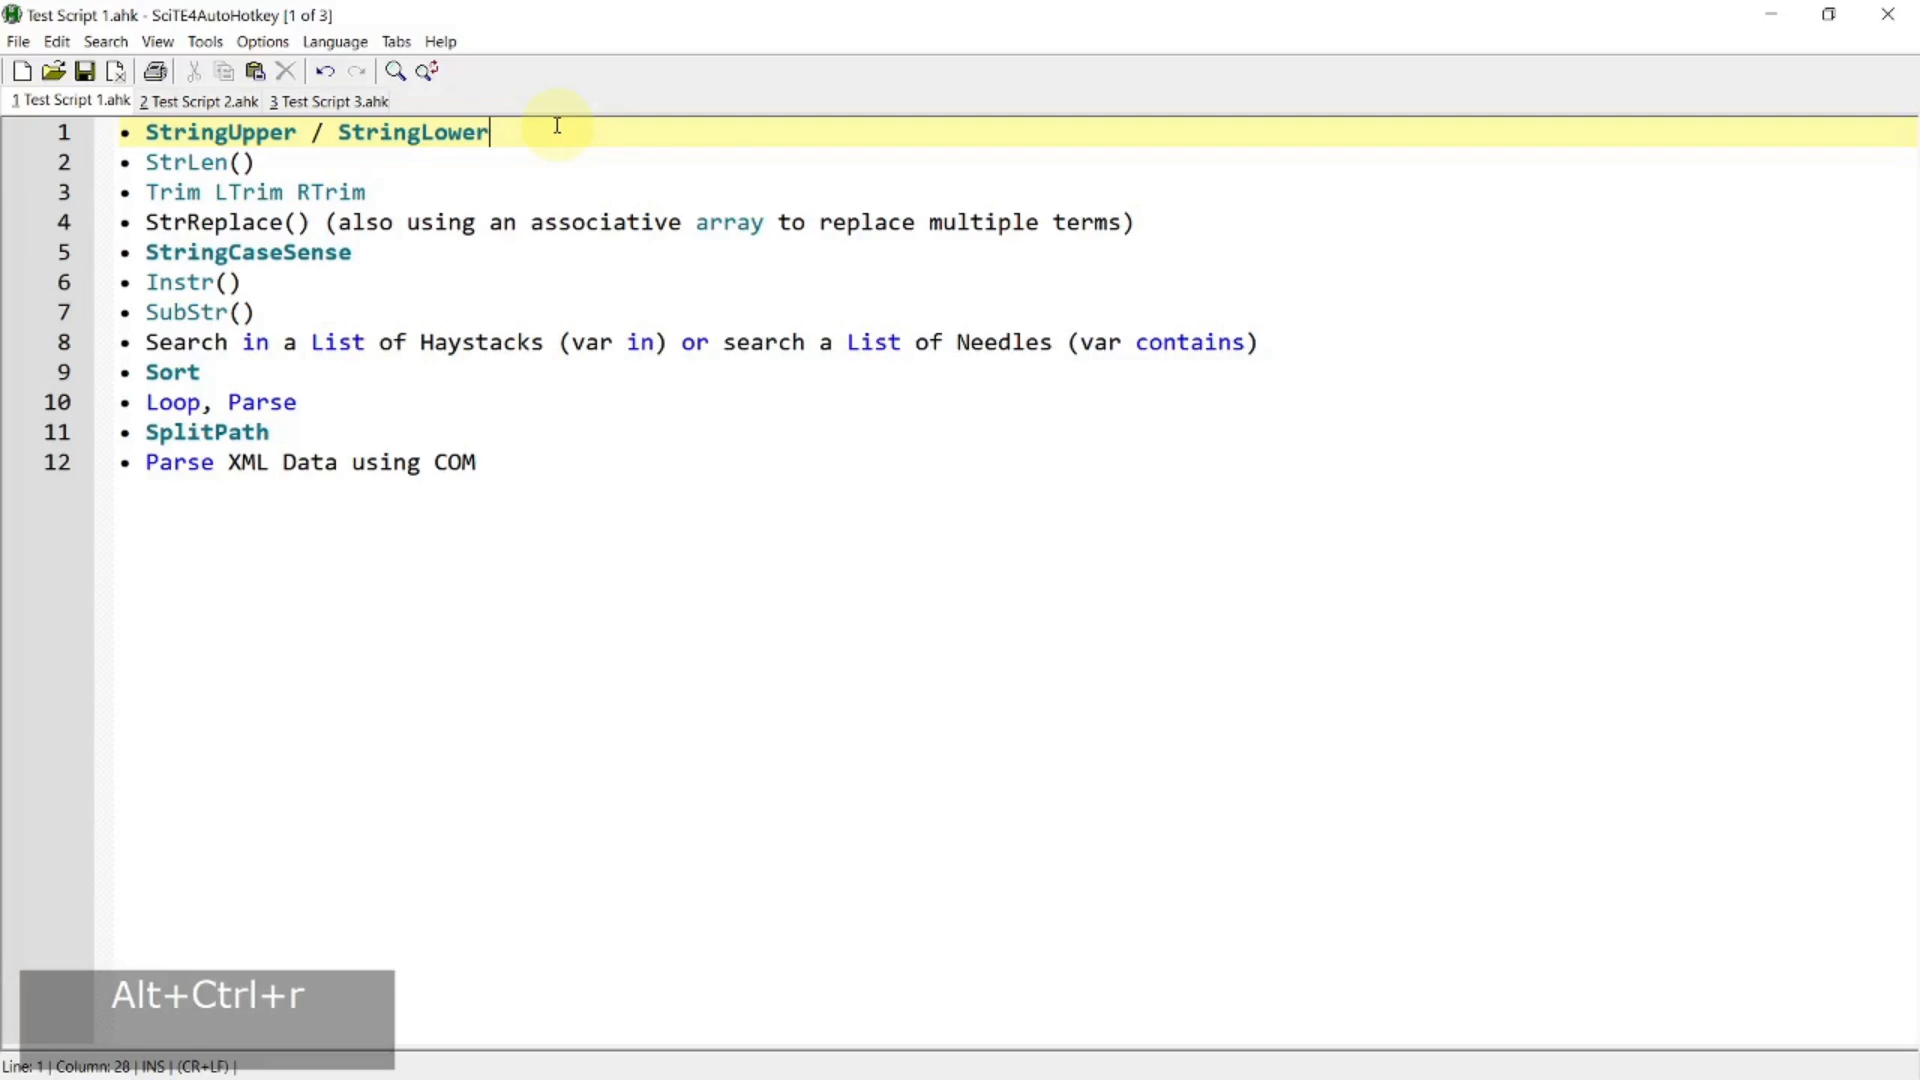 Test Script 1.ahk - SciTE4AutoHotkey [1 of 3]
File Edit Search View Tools Options Language Tabs Help
1 Test Script 1.ahk 2 Test Script 2.ahk 3 Test Script 3.ahk
1 • StringUpper / StringLower
2 • StrLen()
3 • Trim LTrim RTrim
4 • StrReplace() (also using an associative array to replace multiple terms)
5 • StringCaseSense
6 • Instr()
7 • SubStr()
8 • Search in a List of Haystacks (var in) or search a List of Needles (var contains)
9 • Sort
10 • Loop, Parse
11 • SplitPath
12 • Parse XML Data using COM
Alt+Ctrl+r
Line: 1 | Column: 28 | INS | (CR+LF) |